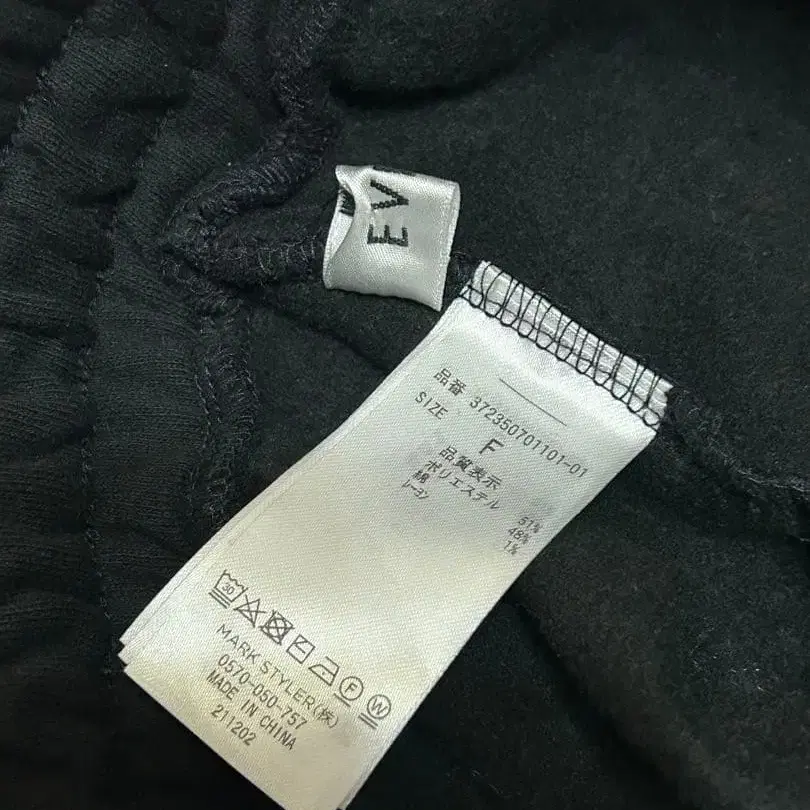 EV
品番 372350701101-01
SIZE
F
品質表示
ポリエステル 51%
綿 48%
レーヨン 1%
30
F W
MARK STYLER(株)
0570-050-757
MADE IN CHINA
211202